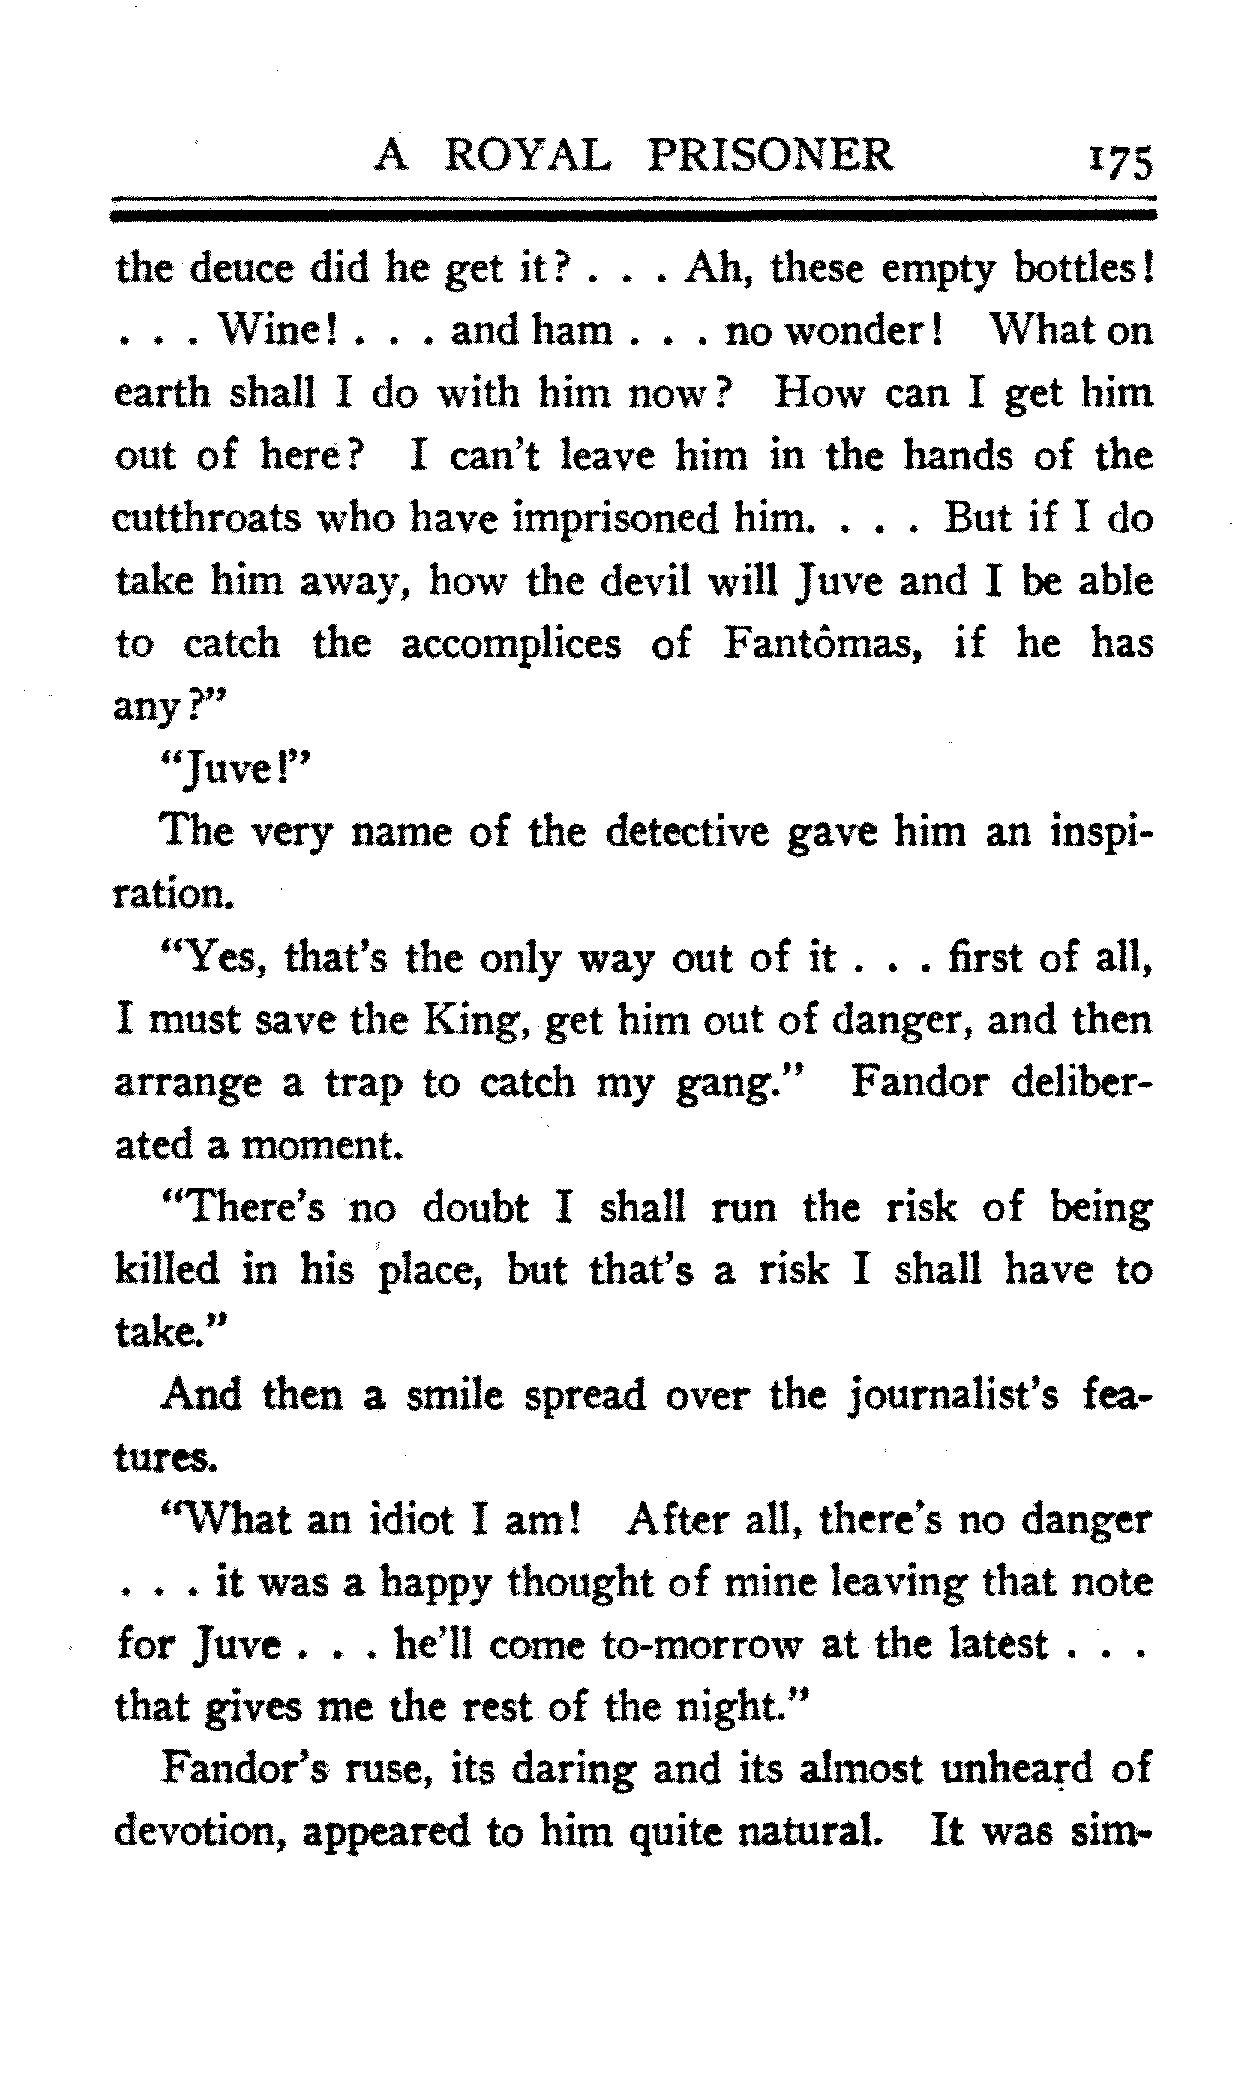 A ROYAL PRISONER 175
the deuce did he get it? . . . Ah, these empty bottles!
. . . Wine! . . . and ham . . . no wonder! What on
earth shall I do with him now? How can I get him
out of here? I can't leave him in the hands of the
cutthroats who have imprisoned him. . . . But if I do
take him away, how the devil will Juve and I be able
to catch the accomplices of Fantômas, if he has
any?"
"Juve!"
The very name of the detective gave him an inspi-
ration.
"Yes, that's the only way out of it . . . first of all,
I must save the King, get him out of danger, and then
arrange a trap to catch my gang." Fandor deliber-
ated a moment.
"There's no doubt I shall run the risk of being
killed in his place, but that's a risk I shall have to
take."
And then a smile spread over the journalist's fea-
tures.
"What an idiot I am! After all, there's no danger
. . . it was a happy thought of mine leaving that note
for Juve . . . he'll come to-morrow at the latest . . .
that gives me the rest of the night."
Fandor's ruse, its daring and its almost unheard of
devotion, appeared to him quite natural. It was sim-